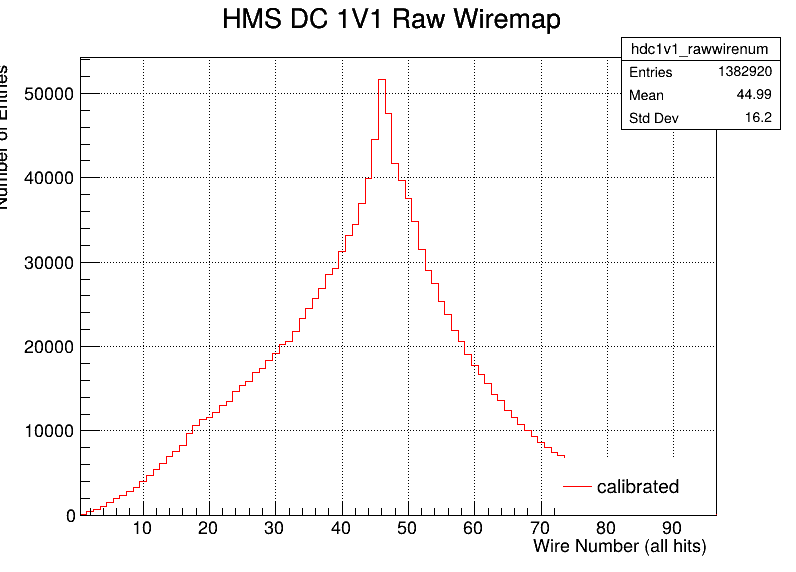 HMS DC 1V1 Raw Wiremap
hdc1v1_rawwirenum
Entries 1382920
Mean 44.99
Std Dev 16.2
Number of Entries
50000
40000
30000
20000
10000
0
calibrated
10 20 30 40 50 60 70 80 90
Wire Number (all hits)